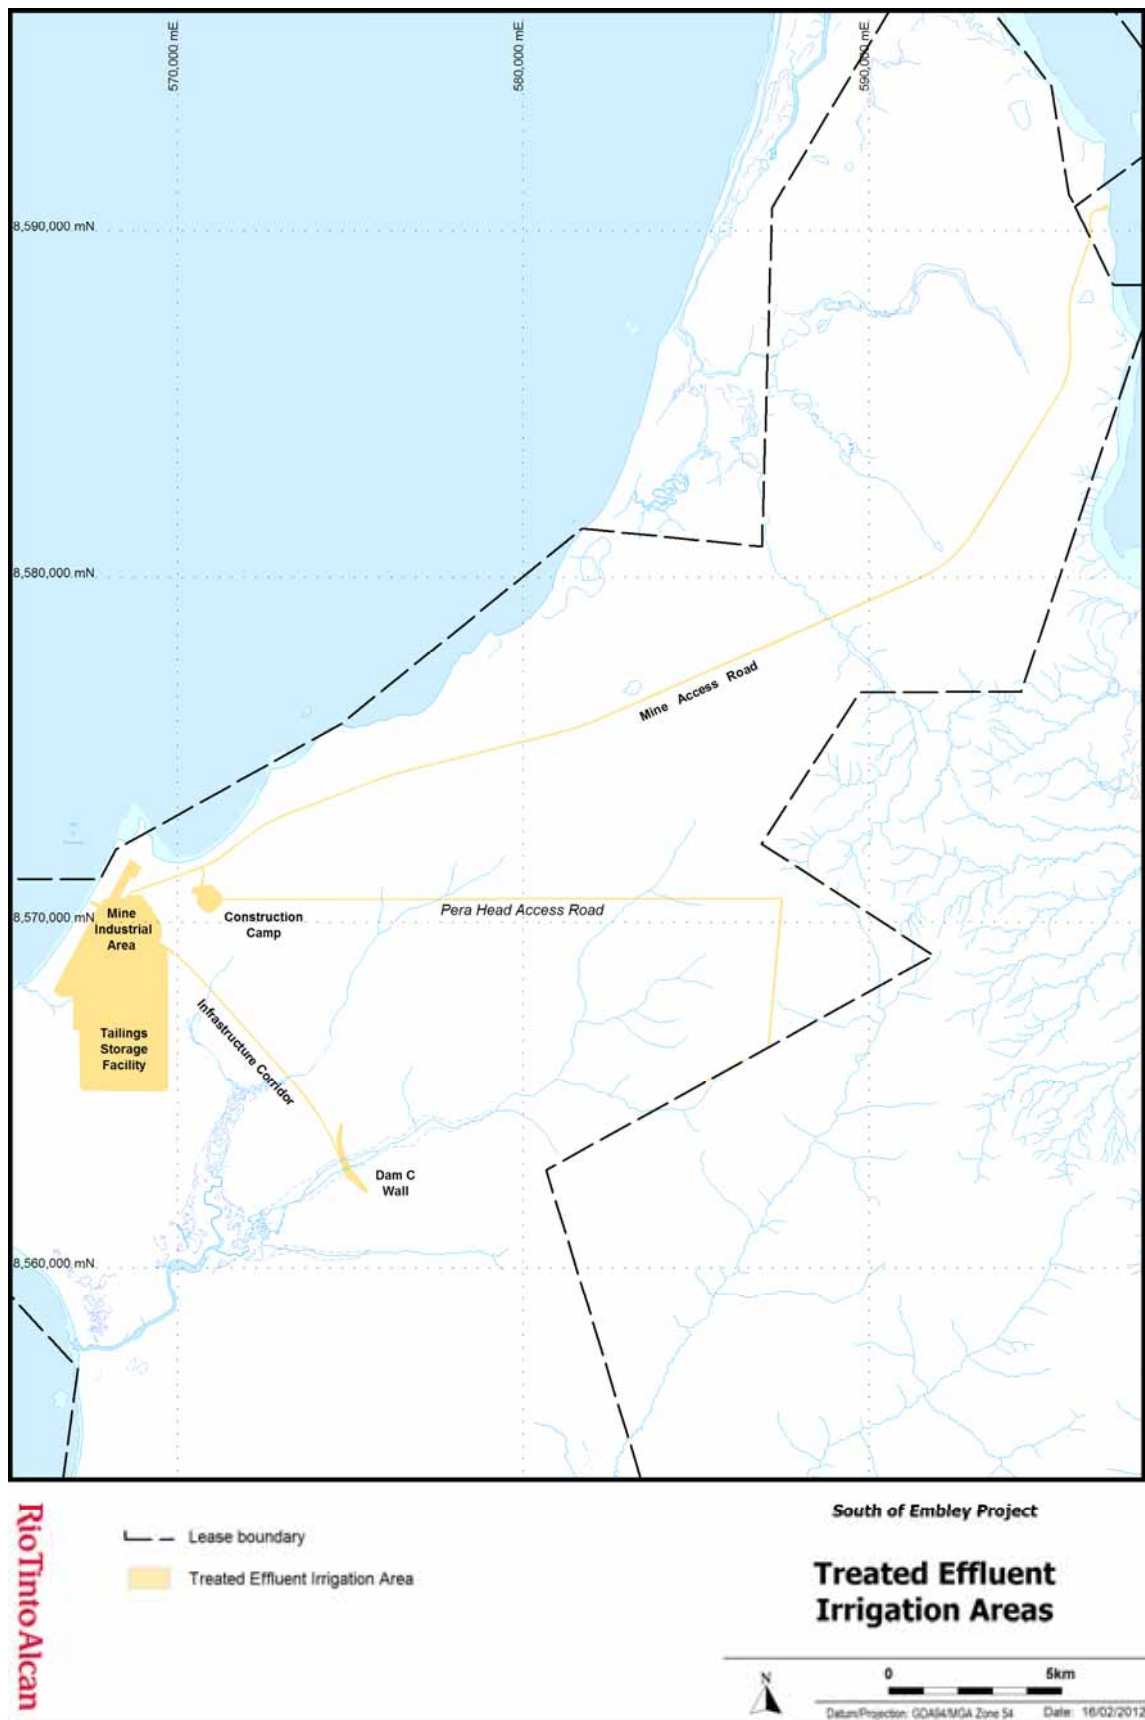 570,000 mE
580,000 mE
590,000 mE
8,590,000 mN
8,580,000 mN
Mine Access Road
8,570,000 mN
Mine
Industrial
Area
Construction
Camp
Pera Head Access Road
Infrastructure Corridor
Tailings
Storage
Facility
Dam C
Wall
8,560,000 mN
RioTintoAlcan
Lease boundary
Treated Effluent Irrigation Area
South of Embley Project
Treated Effluent
Irrigation Areas
N
0 5km
Datum/Projection: GDA94/MGA Zone 54 Date: 16/02/2012